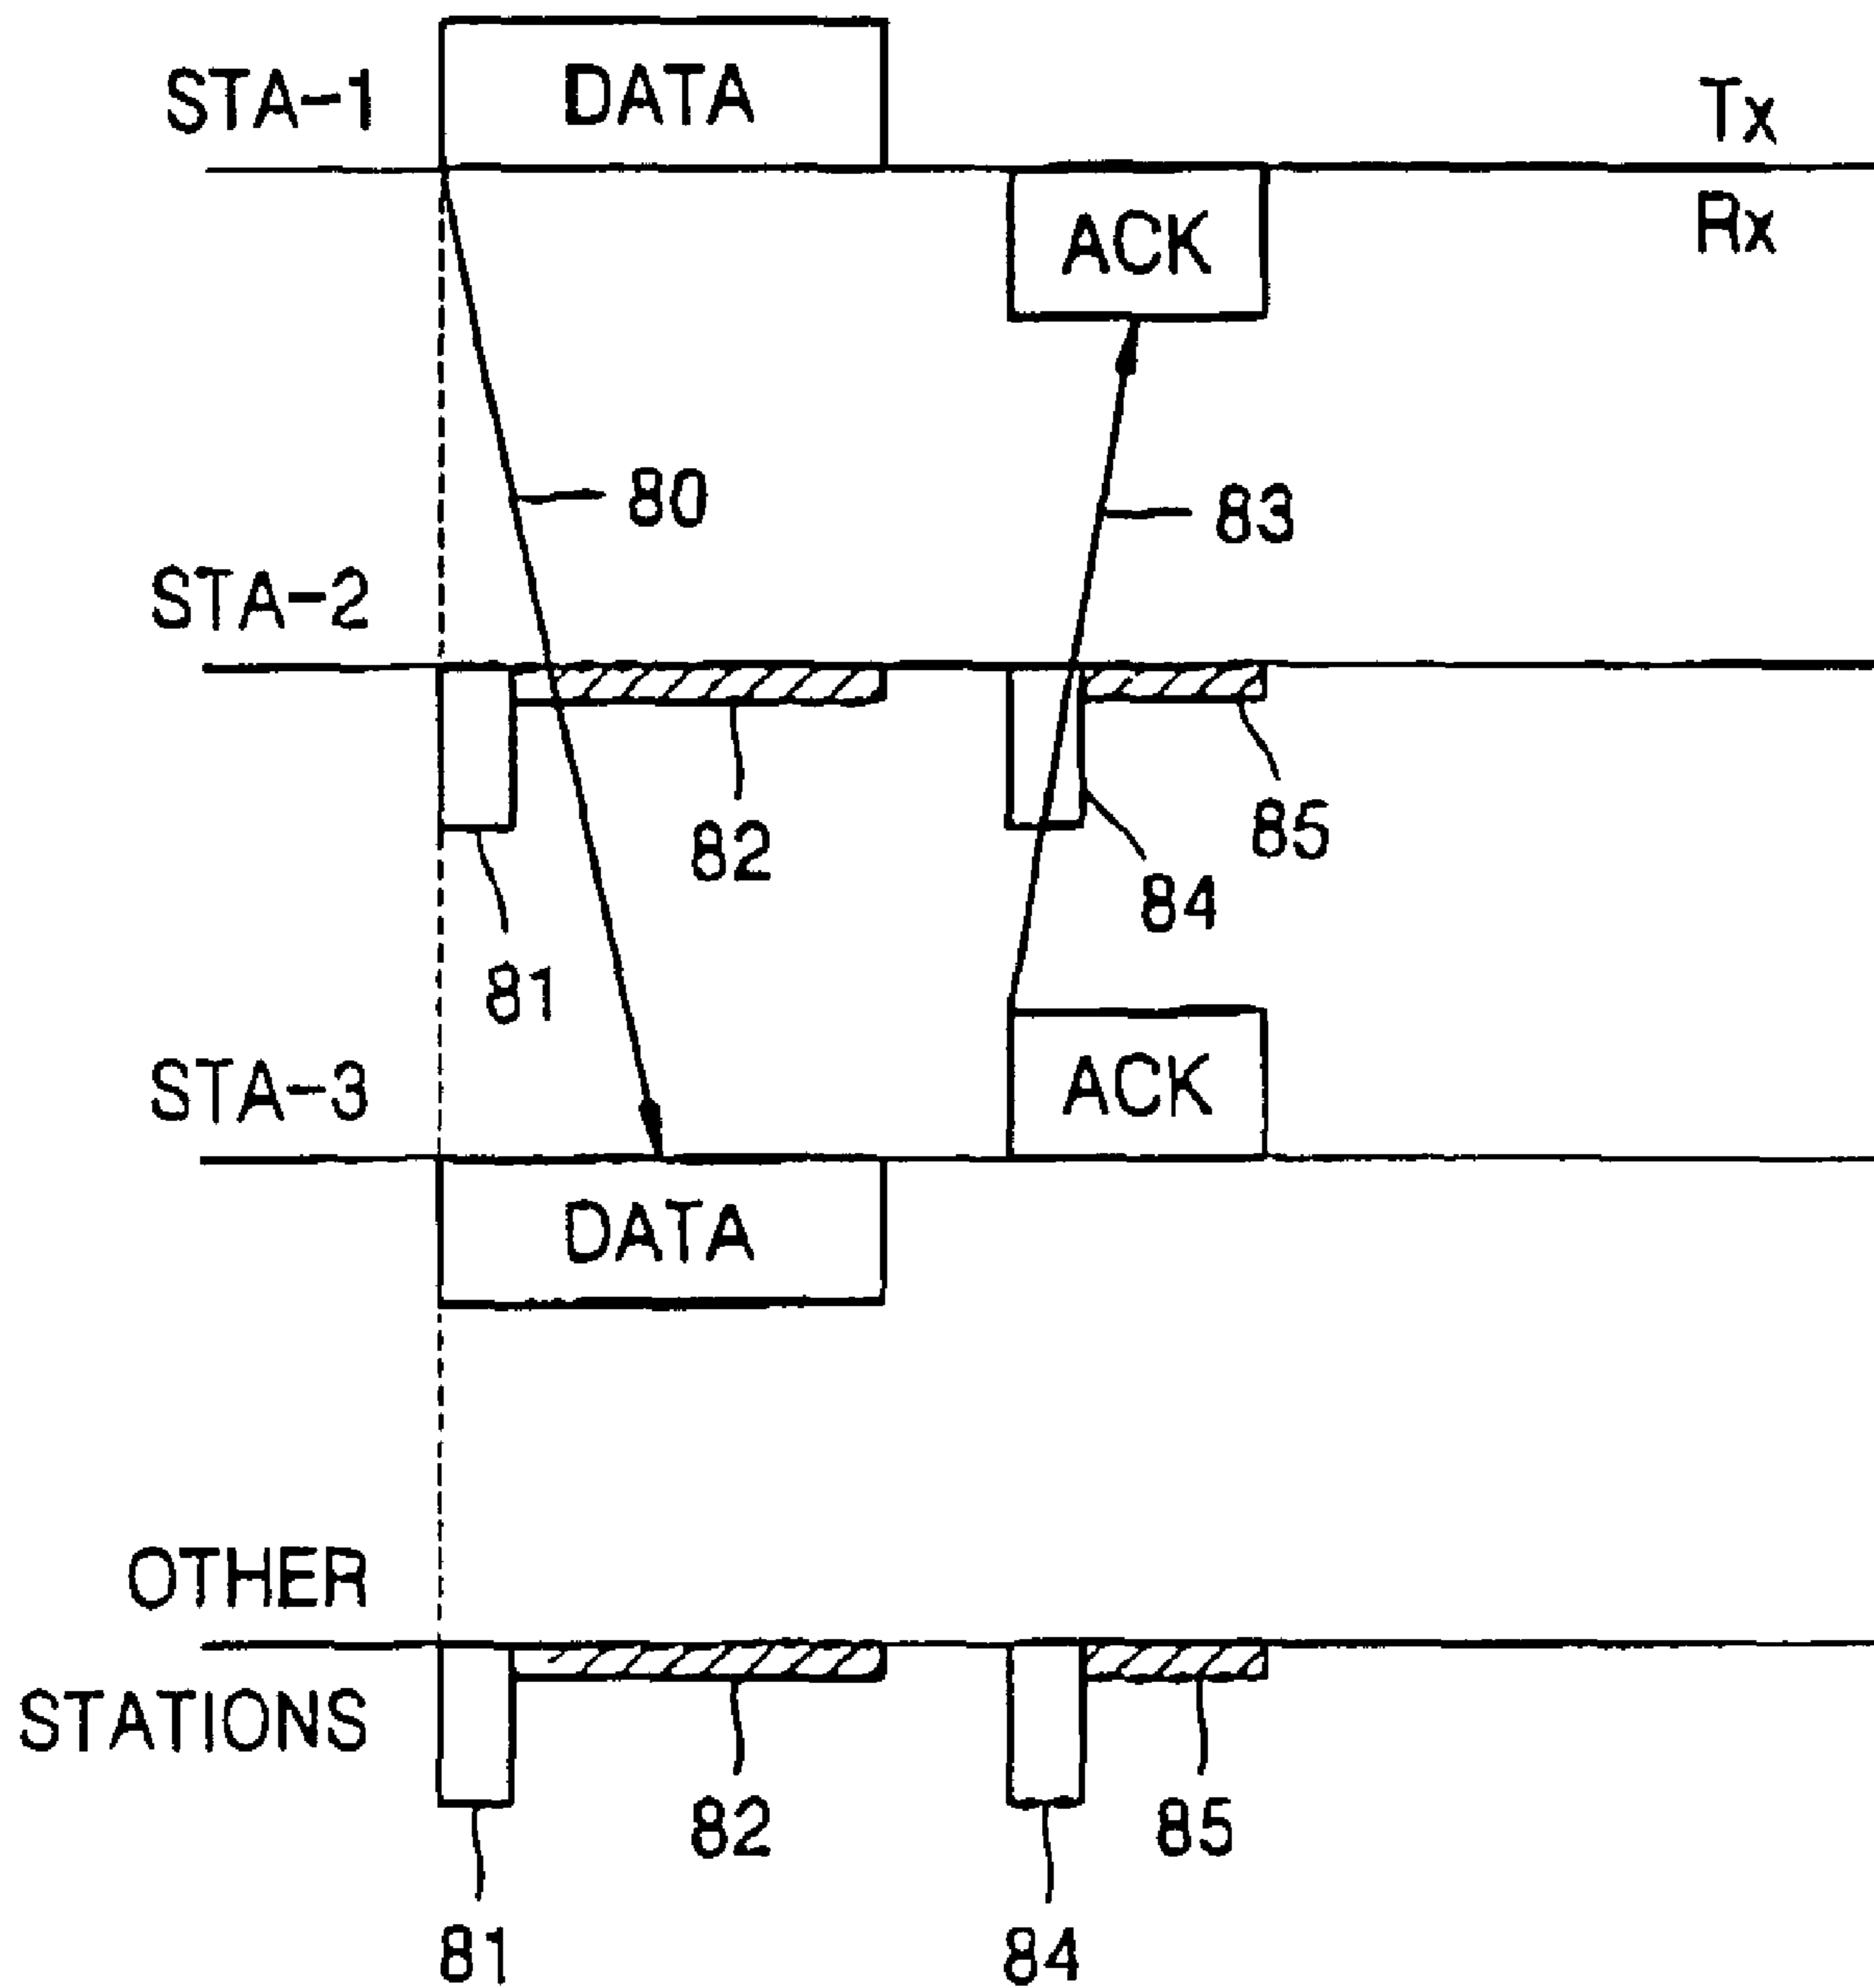 STA-1
DATA
Tx
Rx
ACK
80
83
STA-2
82
85
84
81
STA-3
ACK
DATA
OTHER
STATIONS
82
85
81
84